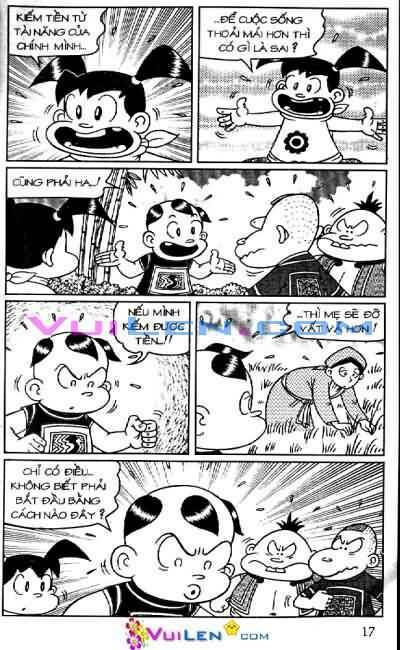 KIẾM TIỀN TỪ
TÀI NĂNG CỦA
CHÍNH MÌNH...
...ĐỂ CUỘC SỐNG
THOẢI MÁI HƠN THÌ
CÓ GÌ LÀ SAI ?
CŨNG PHẢI HA...!
NẾU MÌNH
KIẾM ĐƯỢC
TIỀN...!!
...THÌ MẸ SẼ ĐỠ
VẤT VẢ HƠN !
VUILEN.COM
CHỈ CÓ ĐIỀU...
KHÔNG BIẾT PHẢI
BẮT ĐẦU BẰNG
CÁCH NÀO ĐÂY ?
17
VUILEN.COM